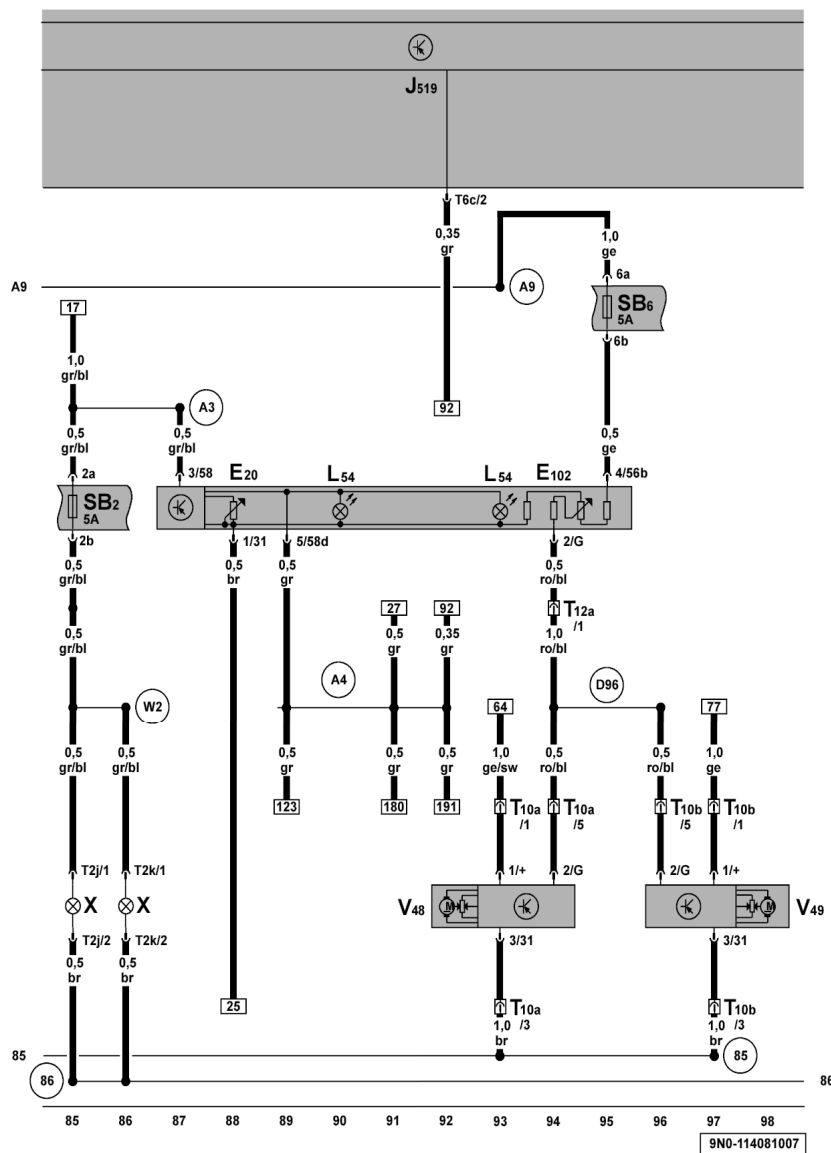 J519
T6c/2
0,35
gr
1,0
ge
6a
A9
A9
SB6
5A
17
6b
1,0
gr/bl
92
A3
0,5
gr/bl
0,5
gr/bl
0,5
ge
2a
3/58
E20
L54
L54
E102
4/56b
SB2
5A
2b
1/31
5/58d
2/G
0,5
gr/bl
0,5
br
0,5
gr
0,5
ro/bl
27
92
T12a
/1
0,5
gr/bl
0,5
gr
0,35
gr
1,0
ro/bl
A4
D96
W2
64
77
0,5
gr/bl
0,5
gr/bl
0,5
gr
0,5
gr
0,5
gr
1,0
ge/sw
0,5
ro/bl
0,5
ro/bl
1,0
ge
123
180
191
T10a
/1
T10a
/5
T10b
/5
T10b
/1
T2j/1
T2k/1
1/+
2/G
2/G
1/+
X
X
V48
M
M
V49
T2j/2
T2k/2
3/31
3/31
0,5
br
0,5
br
25
T10a
/3
T10b
/3
1,0
br
1,0
br
85
85
86
86
85 86 87 88 89 90 91 92 93 94 95 96 97 98
9N0-114081007